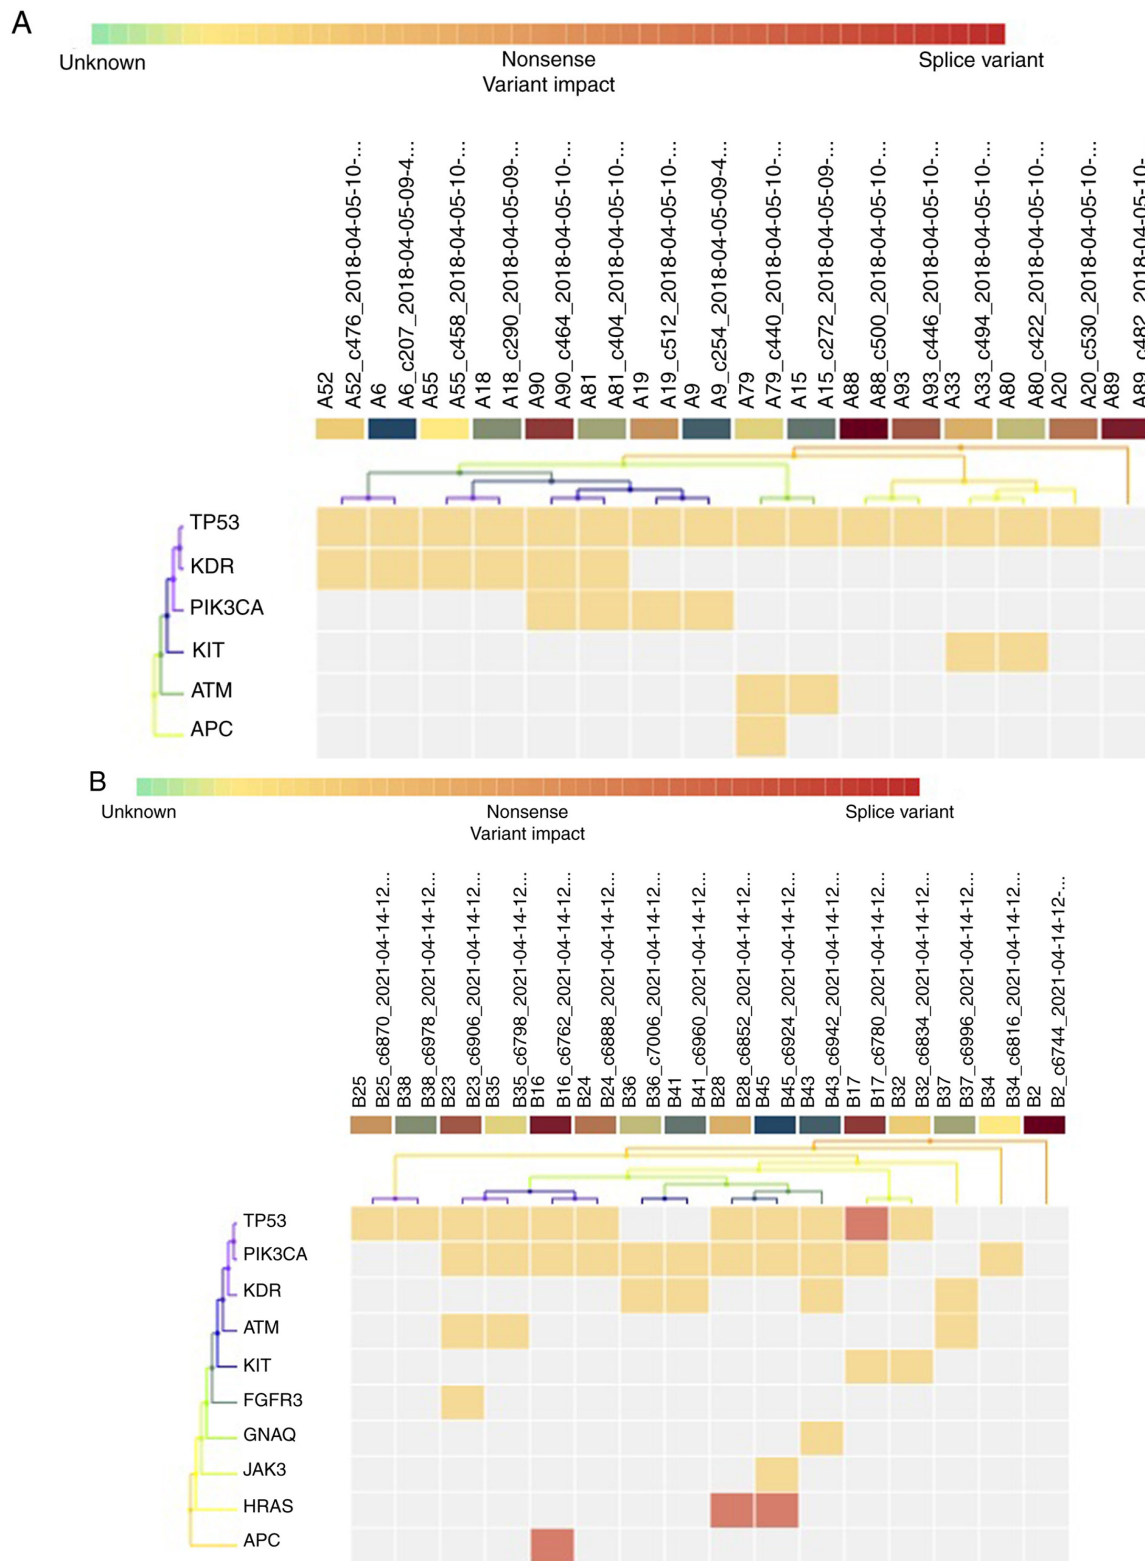 A
Unknown
Nonsense
Splice variant
Variant impact
A52
A52_c476_2018-04-05-10-...
A6
A6_c207_2018-04-05-09-4...
A55
A55_c458_2018-04-05-10-...
A18
A18_c290_2018-04-05-09-...
A90
A90_c464_2018-04-05-10-...
A81
A81_c404_2018-04-05-10-...
A19
A19_c512_2018-04-05-10-...
A9
A9_c254_2018-04-05-09-4...
A79
A79_c440_2018-04-05-10-...
A15
A15_c272_2018-04-05-09-...
A88
A88_c500_2018-04-05-10-...
A93
A93_c446_2018-04-05-10-...
A33
A33_c494_2018-04-05-10-...
A80
A80_c422_2018-04-05-10-...
A20
A20_c530_2018-04-05-10-...
A89
A89_c482_2018-04-05-10-
TP53
KDR
PIK3CA
KIT
ATM
APC
B
Unknown
Nonsense
Splice variant
Variant impact
B25
B25_c6870_2021-04-14-12...
B38
B38_c6978_2021-04-14-12...
B23
B23_c6906_2021-04-14-12...
B35
B35_c6798_2021-04-14-12...
B16
B16_c6762_2021-04-14-12...
B24
B24_c6888_2021-04-14-12...
B36
B36_c7006_2021-04-14-12...
B41
B41_c6960_2021-04-14-12...
B28
B28_c6852_2021-04-14-12...
B45
B45_c6924_2021-04-14-12...
B43
B43_c6942_2021-04-14-12...
B17
B17_c6780_2021-04-14-12...
B32
B32_c6834_2021-04-14-12...
B37
B37_c6996_2021-04-14-12...
B34
B34_c6816_2021-04-14-12...
B2
B2_c6744_2021-04-14-12-...
TP53
PIK3CA
KDR
ATM
KIT
FGFR3
GNAQ
JAK3
HRAS
APC